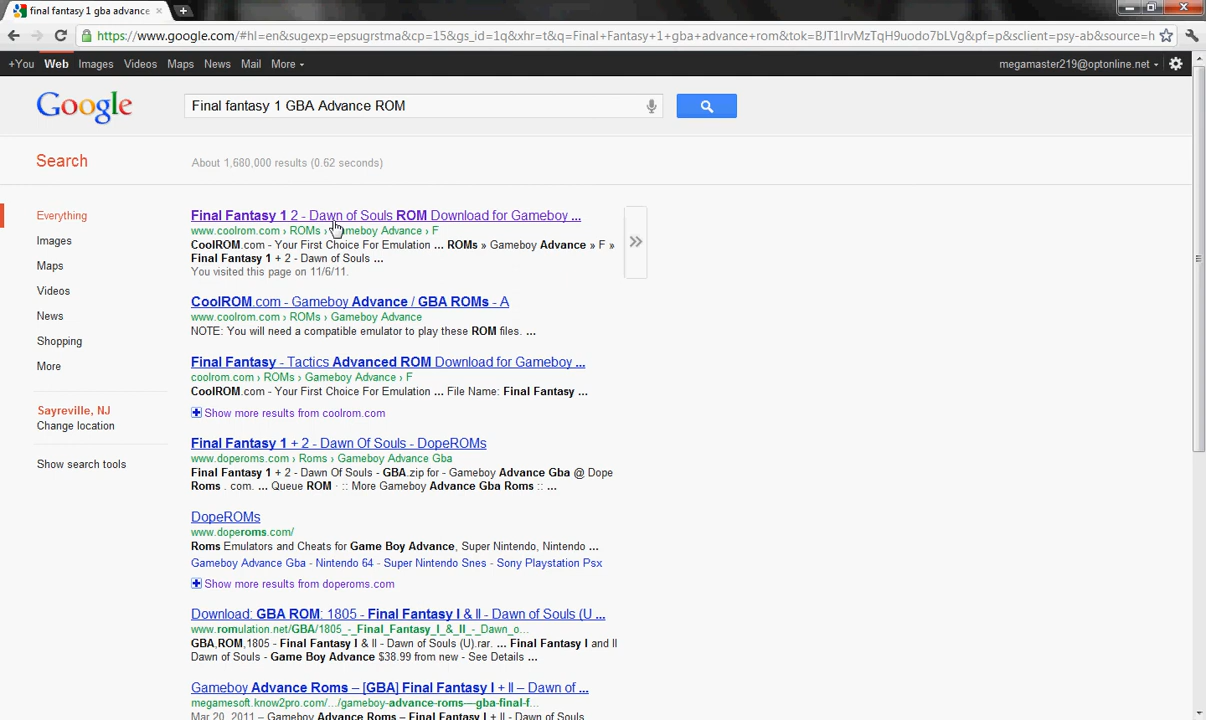 final fantasy 1 gba advance
https://www.google.com/#hl=en&sugexp=epsugrstma&cp=15&gs_id=1q&xhr=t&q=Final+Fantasy+1+gba+advance+rom&tok=BJT1IrvMzTqH9uodo7bLVg&pf=p&sclient=psy-ab&source=h
+You Web Images Videos Maps News Mail More
megamaster219@optonline.net
Google
Final fantasy 1 GBA Advance ROM
Search
About 1,680,000 results (0.62 seconds)
Everything
Images
Maps
Videos
News
Shopping
More
Sayreville, NJ
Change location
Show search tools
Final Fantasy 1 2 - Dawn of Souls ROM Download for Gameboy ...
www.coolrom.com › ROMs › Gameboy Advance › F
CoolROM.com - Your First Choice For Emulation ... ROMs » Gameboy Advance » F »
Final Fantasy 1 + 2 - Dawn of Souls ...
You visited this page on 11/6/11.
CoolROM.com - Gameboy Advance / GBA ROMs - A
www.coolrom.com › ROMs › Gameboy Advance
NOTE: You will need a compatible emulator to play these ROM files. ...
Final Fantasy - Tactics Advanced ROM Download for Gameboy ...
coolrom.com › ROMs › Gameboy Advance › F
CoolROM.com - Your First Choice For Emulation ... File Name: Final Fantasy ...
Show more results from coolrom.com
Final Fantasy 1 + 2 - Dawn Of Souls - DopeROMs
www.doperoms.com › Roms › Gameboy Advance Gba
Final Fantasy 1 + 2 - Dawn Of Souls - GBA.zip for - Gameboy Advance Gba @ Dope
Roms . com. ... Queue ROM · :: More Gameboy Advance Gba Roms :: ...
DopeROMs
www.doperoms.com/
Roms Emulators and Cheats for Game Boy Advance, Super Nintendo, Nintendo ...
Gameboy Advance Gba - Nintendo 64 - Super Nintendo Snes - Sony Playstation Psx
Show more results from doperoms.com
Download: GBA ROM: 1805 - Final Fantasy I & II - Dawn of Souls (U ...
www.romulation.net/GBA/1805_-_Final_Fantasy_I_&_II_-_Dawn_o...
GBA,ROM,1805 - Final Fantasy I & II - Dawn of Souls (U).rar. ... Final Fantasy I and II
Dawn of Souls - Game Boy Advance $38.99 from new - See Details ...
Gameboy Advance Roms – [GBA] Final Fantasy I + II – Dawn of ...
megamesoft.know2pro.com/.../gameboy-advance-roms-–-gba-final-f...
Mar 20, 2011 – Gameboy Advance Roms – Final Fantasy I + II - Dawn of Souls